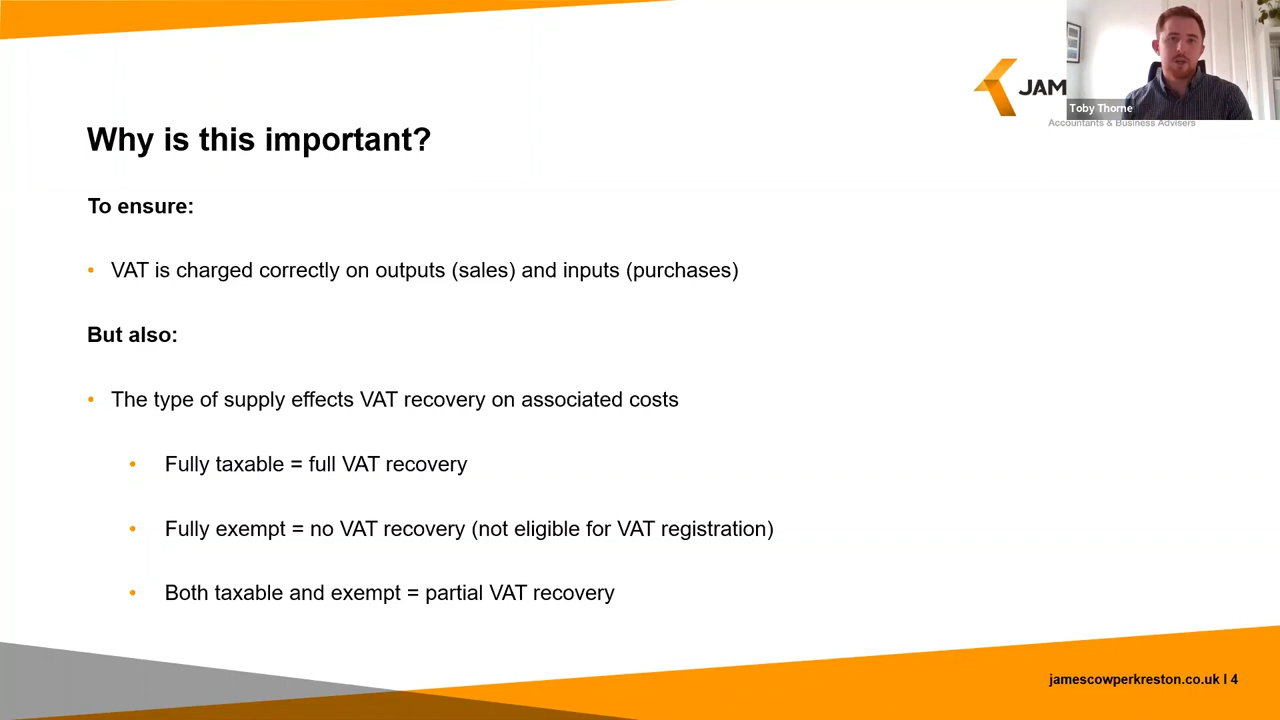 JAM
Toby Thorne
Accountants & Business Advisers
Why is this important?
To ensure:
• VAT is charged correctly on outputs (sales) and inputs (purchases)
But also:
• The type of supply effects VAT recovery on associated costs
• Fully taxable = full VAT recovery
• Fully exempt = no VAT recovery (not eligible for VAT registration)
• Both taxable and exempt = partial VAT recovery
jamescowperkreston.co.uk I 4